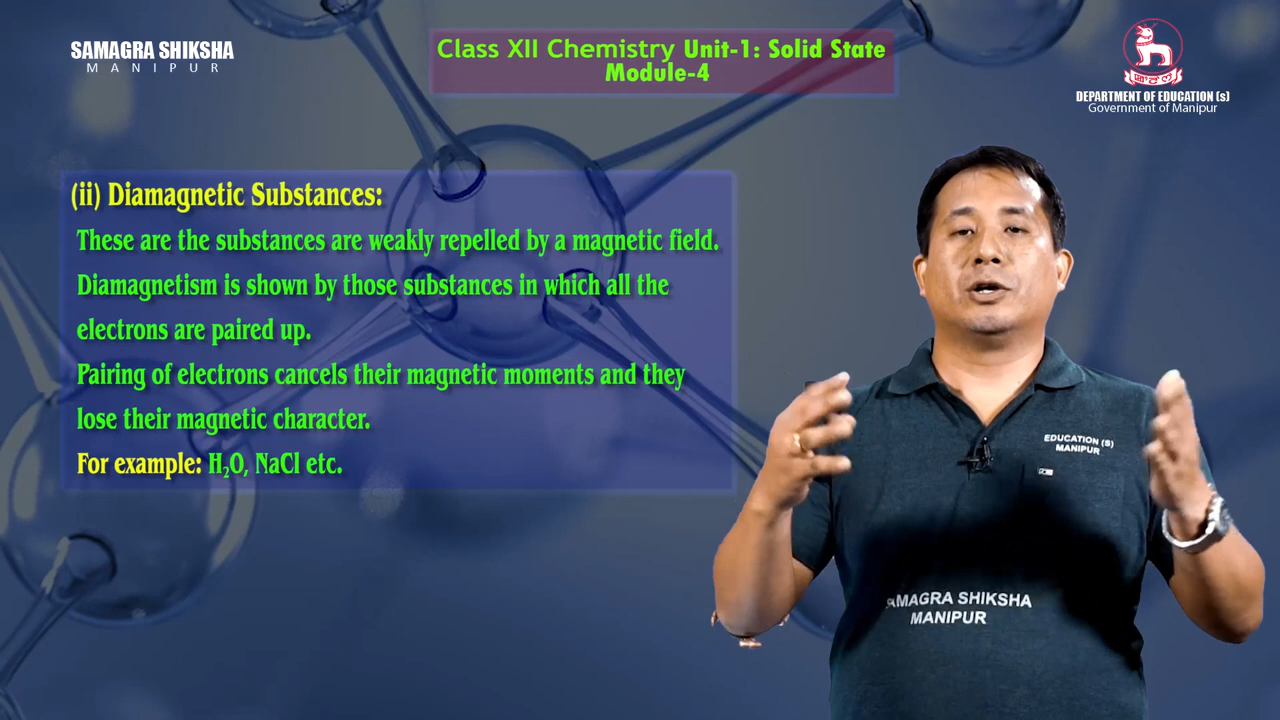 SAMAGRA SHIKSHA
MANIPUR
Class XII Chemistry Unit-1: Solid State
Module-4
DEPARTMENT OF EDUCATION (s)
Government of Manipur
(ii) Diamagnetic Substances:
These are the substances are weakly repelled by a magnetic field.
Diamagnetism is shown by those substances in which all the
electrons are paired up.
Pairing of electrons cancels their magnetic moments and they
lose their magnetic character.
For example: H₂O, NaCl etc.
EDUCATION (S)
MANIPUR
SAMAGRA SHIKSHA
MANIPUR